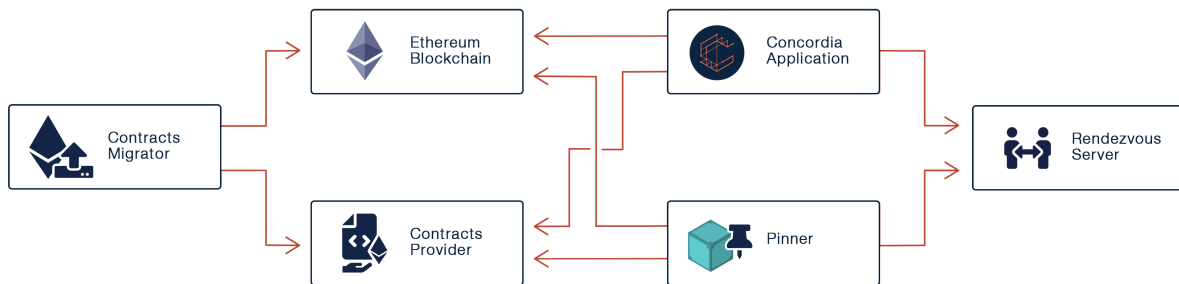 Ethereum
Blockchain
Concordia
Application
Contracts
Migrator
Rendezvous
Server
Contracts
Provider
Pinner